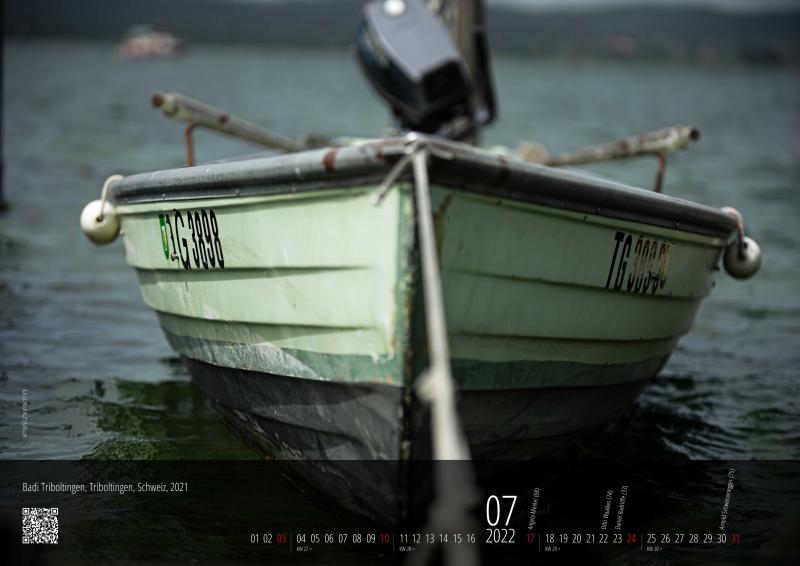 TG 3898
TG 3898
Badi Triboltingen, Triboltingen, Schweiz, 2021
07
2022
Angela Merkel (68)
Otto Waalkes (74)
Daniel Radcliffe (33)
Arnold Schwarzenegger (75)
01 02 03 04 05 06 07 08 09 10 11 12 13 14 15 16 17 18 19 20 21 22 23 24 25 26 27 28 29 30 31
KW 27 > KW 28 > KW 29 > KW 30 >